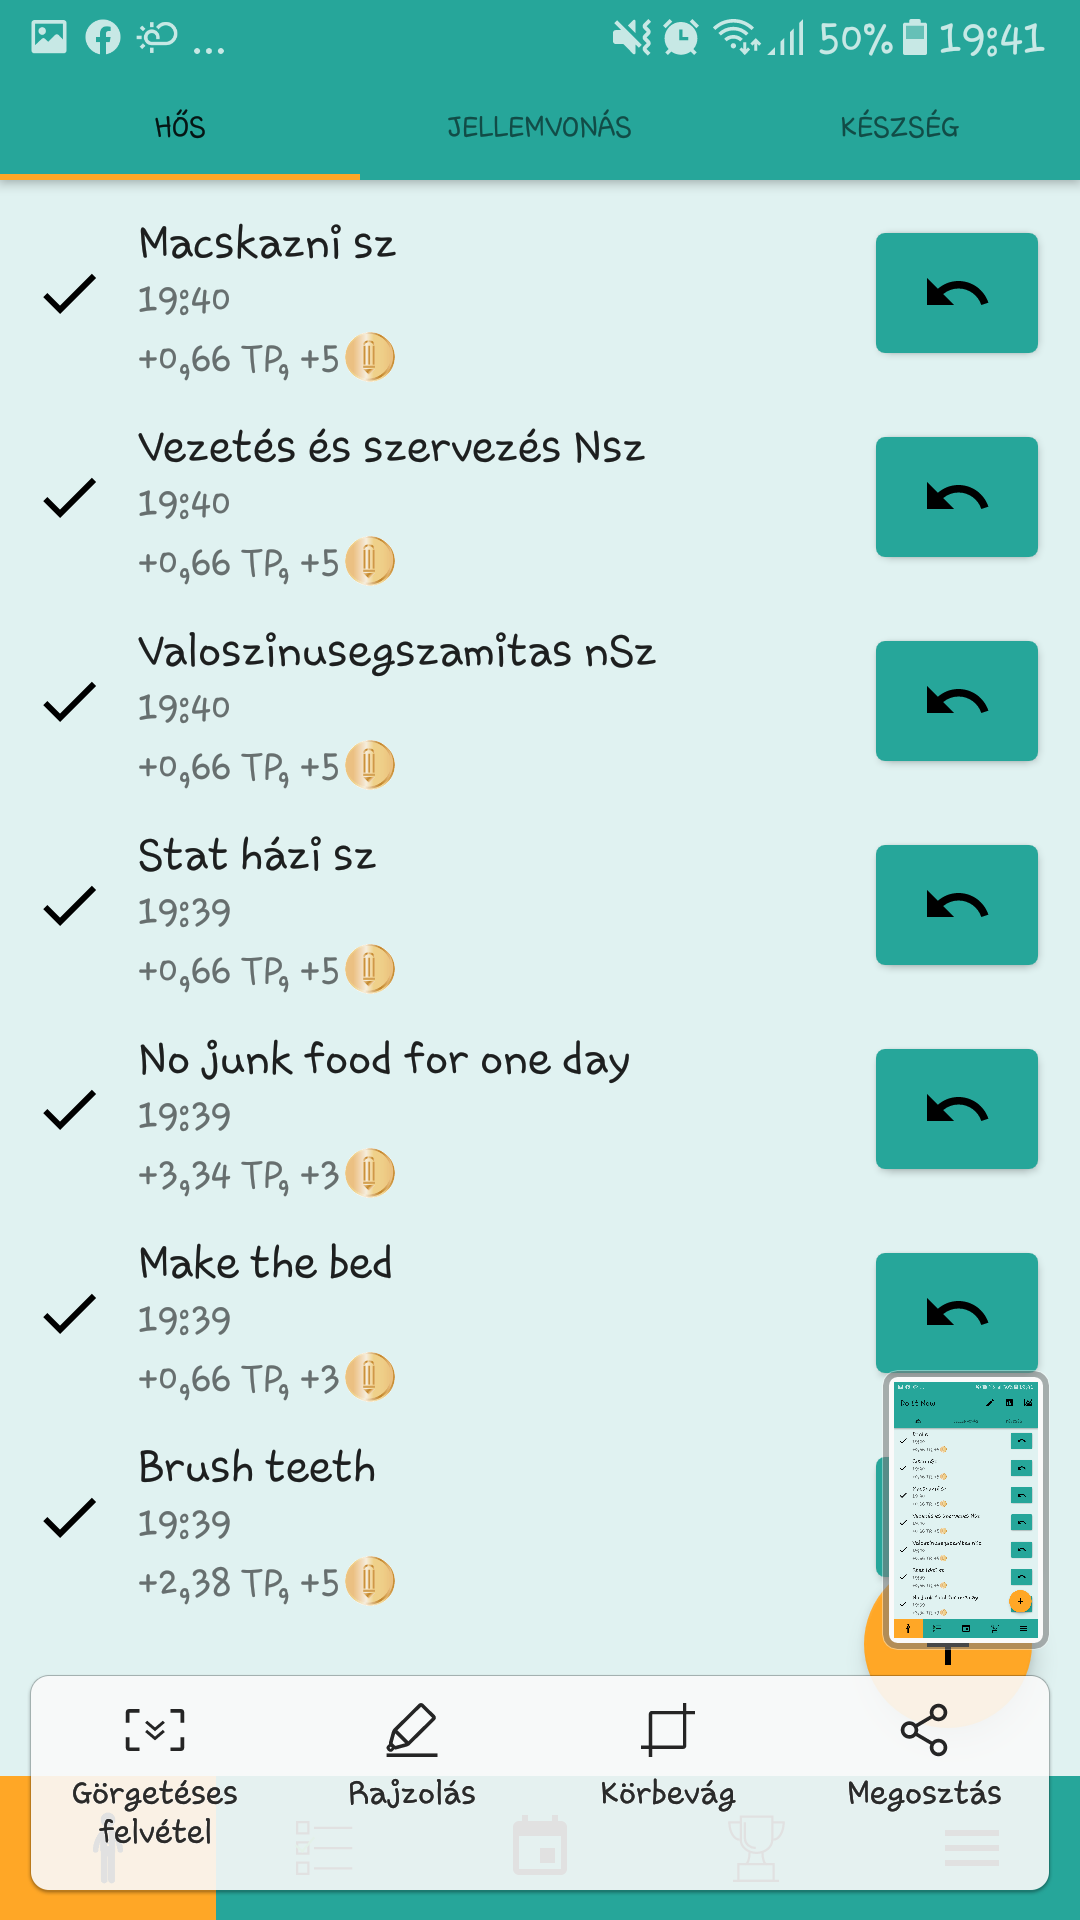 ... 50% 19:41
HŐS JELLEMVONÁS KÉSZSÉG
Macskazni sz
19:40
+0,66 TP, +5
Vezetés és szervezés Nsz
19:40
+0,66 TP, +5
Valoszinusegszamitas nSz
19:40
+0,66 TP, +5
Stat házi sz
19:39
+0,66 TP, +5
No junk food for one day
19:39
+3,34 TP, +3
Make the bed
19:39
+0,66 TP, +3
Brush teeth
19:39
+2,38 TP, +5
Do It Now
Görgetéses felvétel
Rajzolás
Körbevág
Megosztás